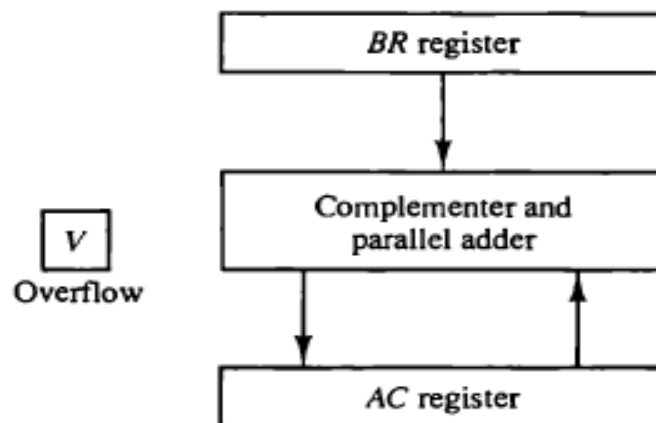 BR register
Complementer and
parallel adder
V
Overflow
AC register